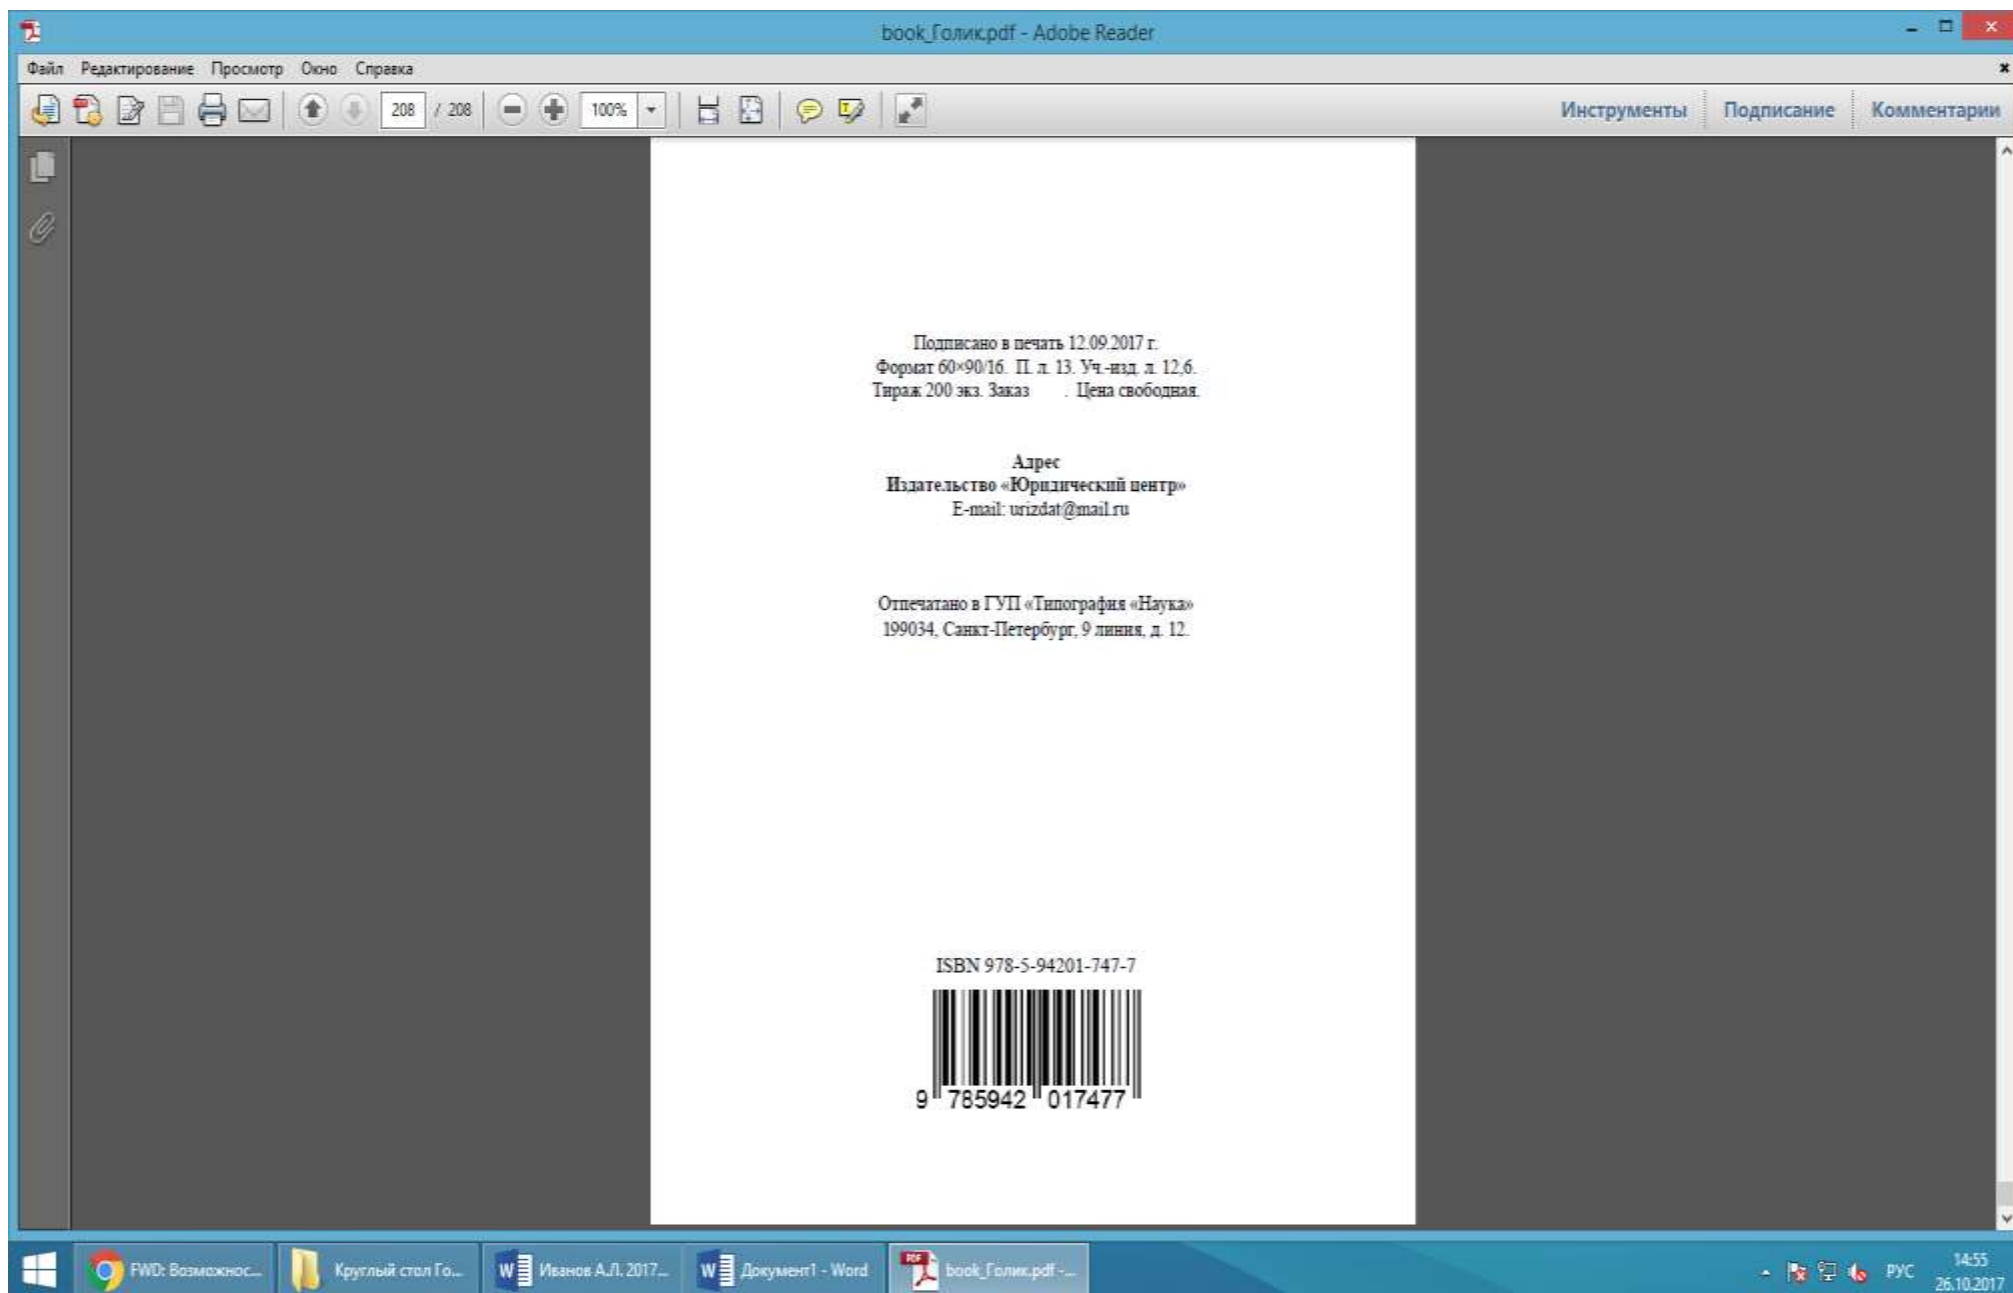 book_Голик.pdf - Adobe Reader
Файл Редактирование Просмотр Окно Справка
208 / 208 100% Инструменты Подписание Комментарии
Подписано в печать 12.09.2017 г.
Формат 60×90/16. П. л. 13. Уч.-изд. л. 12,6.
Тираж 200 экз. Заказ . Цена свободная.
Адрес
Издательство «Юридический центр»
E-mail: urizdat@mail.ru
Отпечатано в ГУП «Типография «Наука»
199034, Санкт-Петербург, 9 линия, д. 12.
ISBN 978-5-94201-747-7
9 785942 017477
FWD: Возможнос... Круглый стол Го... Иванов А.Л. 2017... Документ1 - Word book_Голик.pdf -... РУС 14:55
26.10.2017